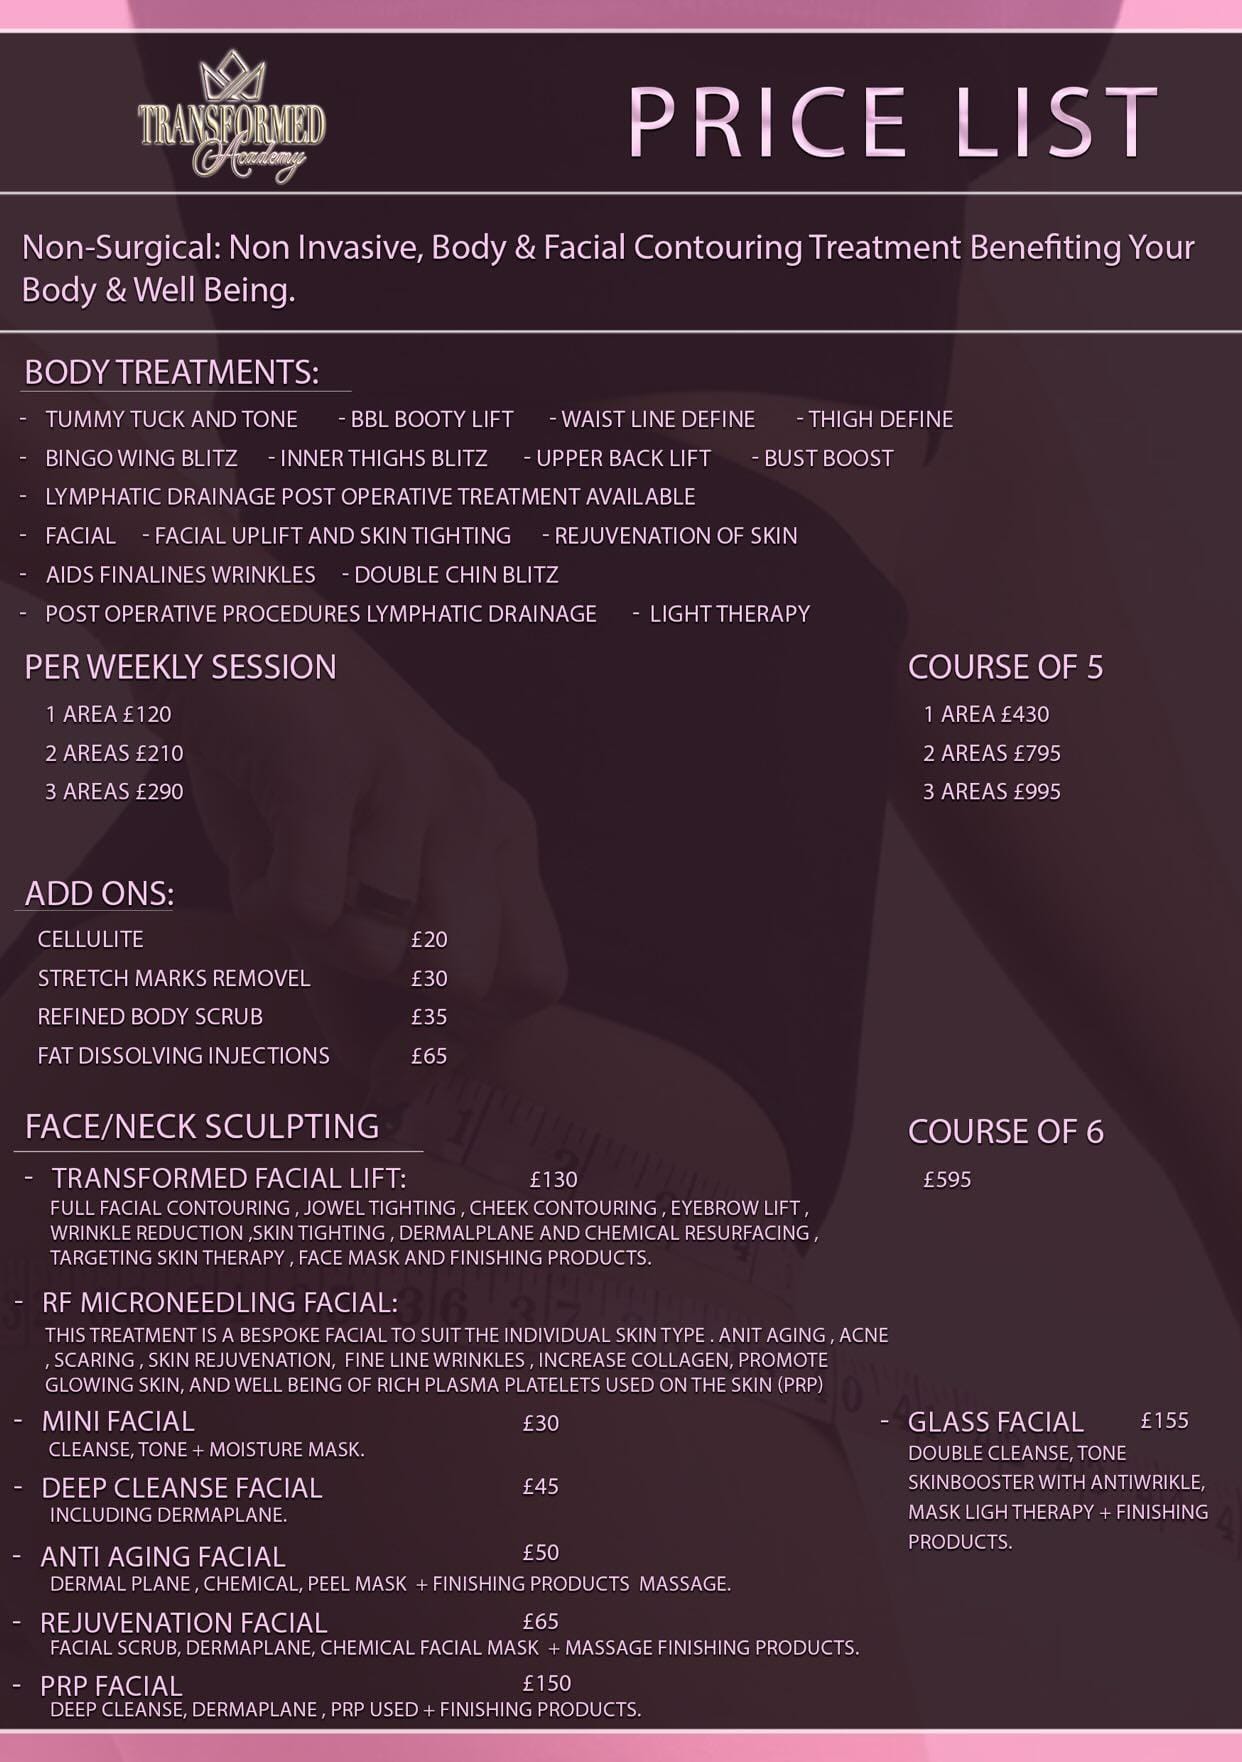 TRANSFORMED
Academy
PRICE LIST
Non-Surgical: Non Invasive, Body & Facial Contouring Treatment Benefiting Your
Body & Well Being.
BODY TREATMENTS:
- TUMMY TUCK AND TONE - BBL BOOTY LIFT - WAIST LINE DEFINE - THIGH DEFINE
- BINGO WING BLITZ - INNER THIGHS BLITZ - UPPER BACK LIFT - BUST BOOST
- LYMPHATIC DRAINAGE POST OPERATIVE TREATMENT AVAILABLE
- FACIAL - FACIAL UPLIFT AND SKIN TIGHTING - REJUVENATION OF SKIN
- AIDS FINALINES WRINKLES - DOUBLE CHIN BLITZ
- POST OPERATIVE PROCEDURES LYMPHATIC DRAINAGE - LIGHT THERAPY
PER WEEKLY SESSION
1 AREA £120
2 AREAS £210
3 AREAS £290
COURSE OF 5
1 AREA £430
2 AREAS £795
3 AREAS £995
ADD ONS:
CELLULITE £20
STRETCH MARKS REMOVEL £30
REFINED BODY SCRUB £35
FAT DISSOLVING INJECTIONS £65
FACE/NECK SCULPTING COURSE OF 6
- TRANSFORMED FACIAL LIFT: £130 £595
FULL FACIAL CONTOURING , JOWEL TIGHTING , CHEEK CONTOURING , EYEBROW LIFT ,
WRINKLE REDUCTION ,SKIN TIGHTING , DERMALPLANE AND CHEMICAL RESURFACING ,
TARGETING SKIN THERAPY , FACE MASK AND FINISHING PRODUCTS.
- RF MICRONEEDLING FACIAL:
THIS TREATMENT IS A BESPOKE FACIAL TO SUIT THE INDIVIDUAL SKIN TYPE . ANIT AGING , ACNE
, SCARING , SKIN REJUVENATION, FINE LINE WRINKLES , INCREASE COLLAGEN, PROMOTE
GLOWING SKIN, AND WELL BEING OF RICH PLASMA PLATELETS USED ON THE SKIN (PRP)
- MINI FACIAL £30
CLEANSE, TONE + MOISTURE MASK.
- DEEP CLEANSE FACIAL £45
INCLUDING DERMAPLANE.
- ANTI AGING FACIAL £50
DERMAL PLANE , CHEMICAL, PEEL MASK + FINISHING PRODUCTS MASSAGE.
- REJUVENATION FACIAL £65
FACIAL SCRUB, DERMAPLANE, CHEMICAL FACIAL MASK + MASSAGE FINISHING PRODUCTS.
- PRP FACIAL £150
DEEP CLEANSE, DERMAPLANE , PRP USED + FINISHING PRODUCTS.
- GLASS FACIAL £155
DOUBLE CLEANSE, TONE
SKINBOOSTER WITH ANTIWRIKLE,
MASK LIGH THERAPY + FINISHING
PRODUCTS.